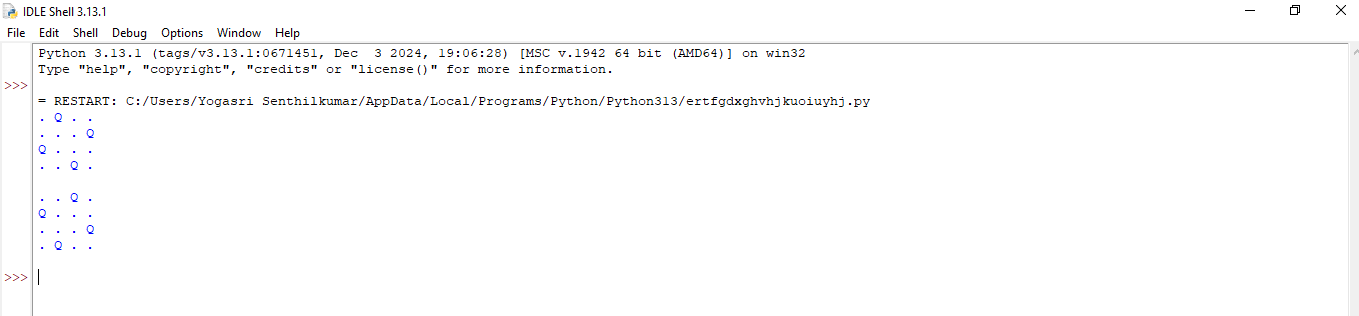 IDLE Shell 3.13.1
File Edit Shell Debug Options Window Help
Python 3.13.1 (tags/v3.13.1:0671451, Dec  3 2024, 19:06:28) [MSC v.1942 64 bit (AMD64)] on win32
Type "help", "copyright", "credits" or "license()" for more information.
>>>
= RESTART: C:/Users/Yogasri Senthilkumar/AppData/Local/Programs/Python/Python313/ertfgdxghvhjkuoiuyhj.py
. Q . .
. . . Q
Q . . .
. . Q .
. . Q .
Q . . .
. . . Q
. Q . .
>>>